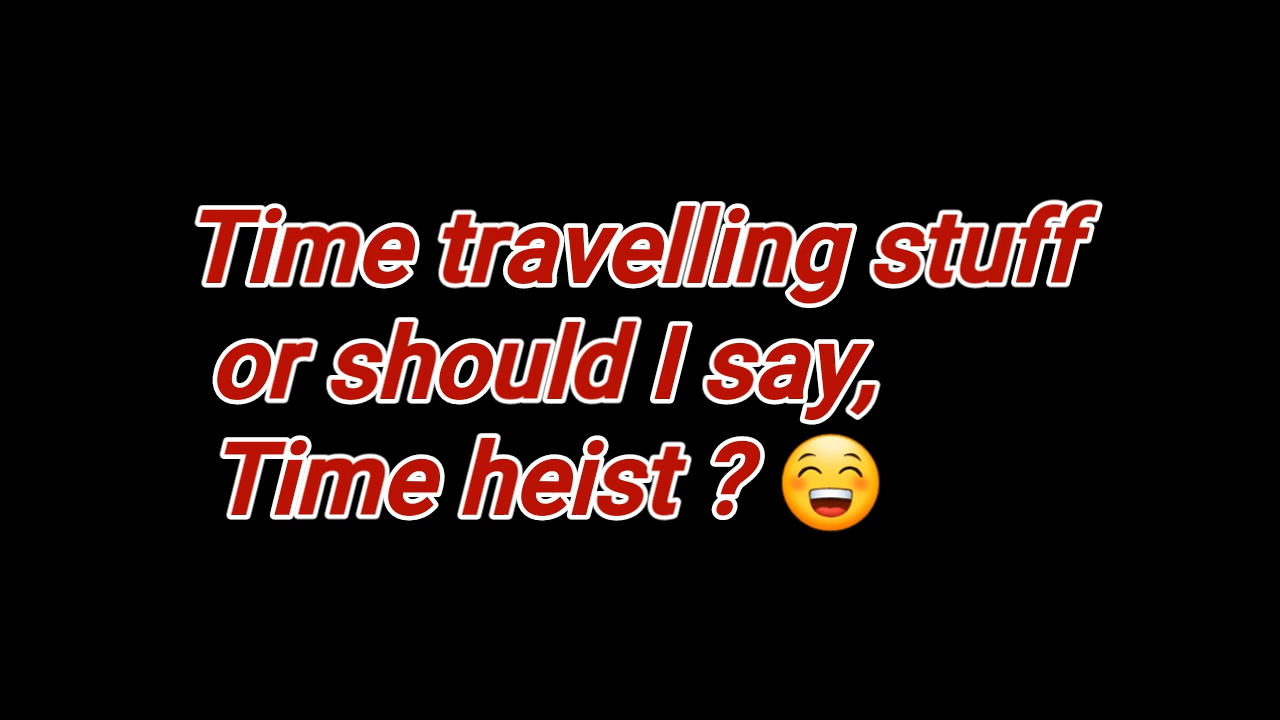 Time travelling stuff
or should I say,
Time heist ? 😁